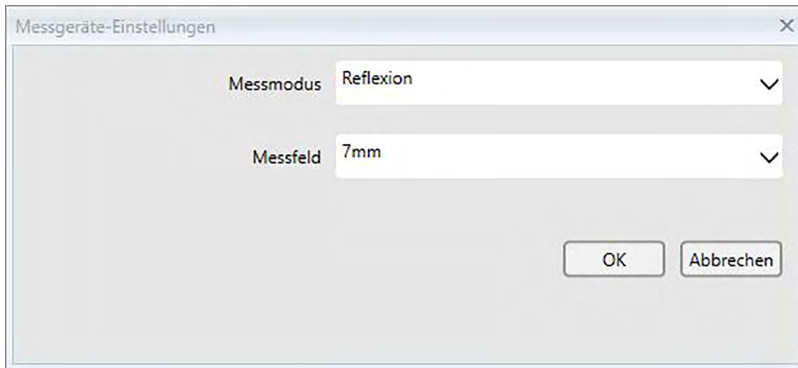 Messgeräte-Einstellungen
Messmodus Reflexion
Messfeld 7mm
OK Abbrechen